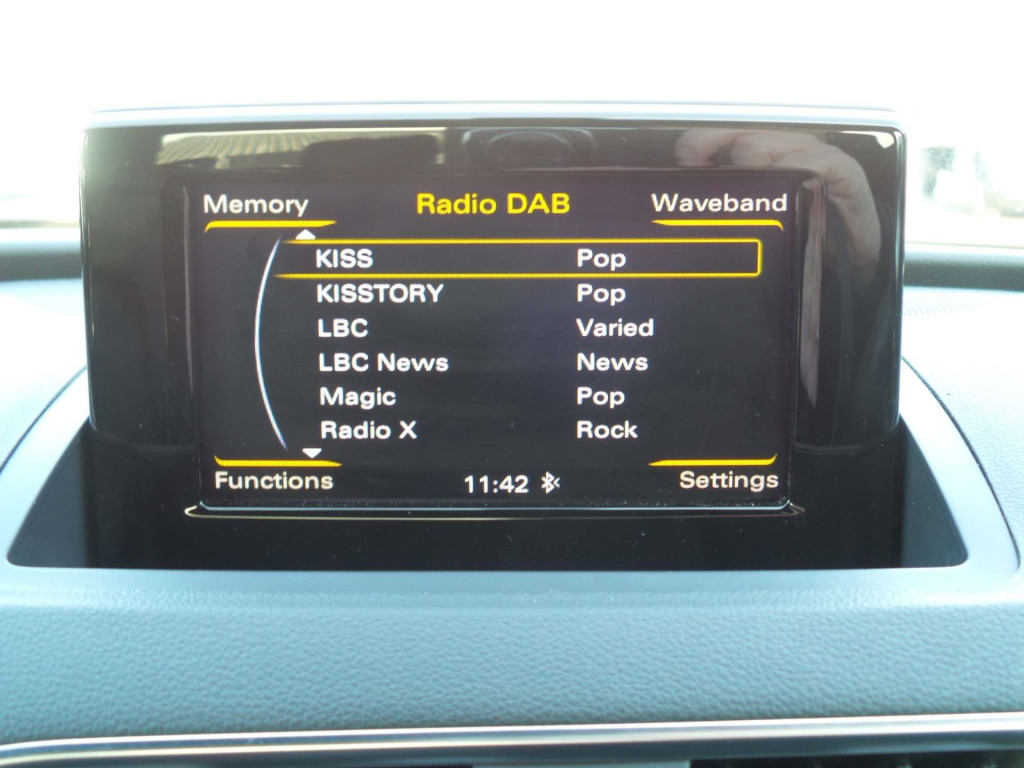 Memory Radio DAB Waveband
KISS Pop
KISSTORY Pop
LBC Varied
LBC News News
Magic Pop
Radio X Rock
Functions 11:42 Settings